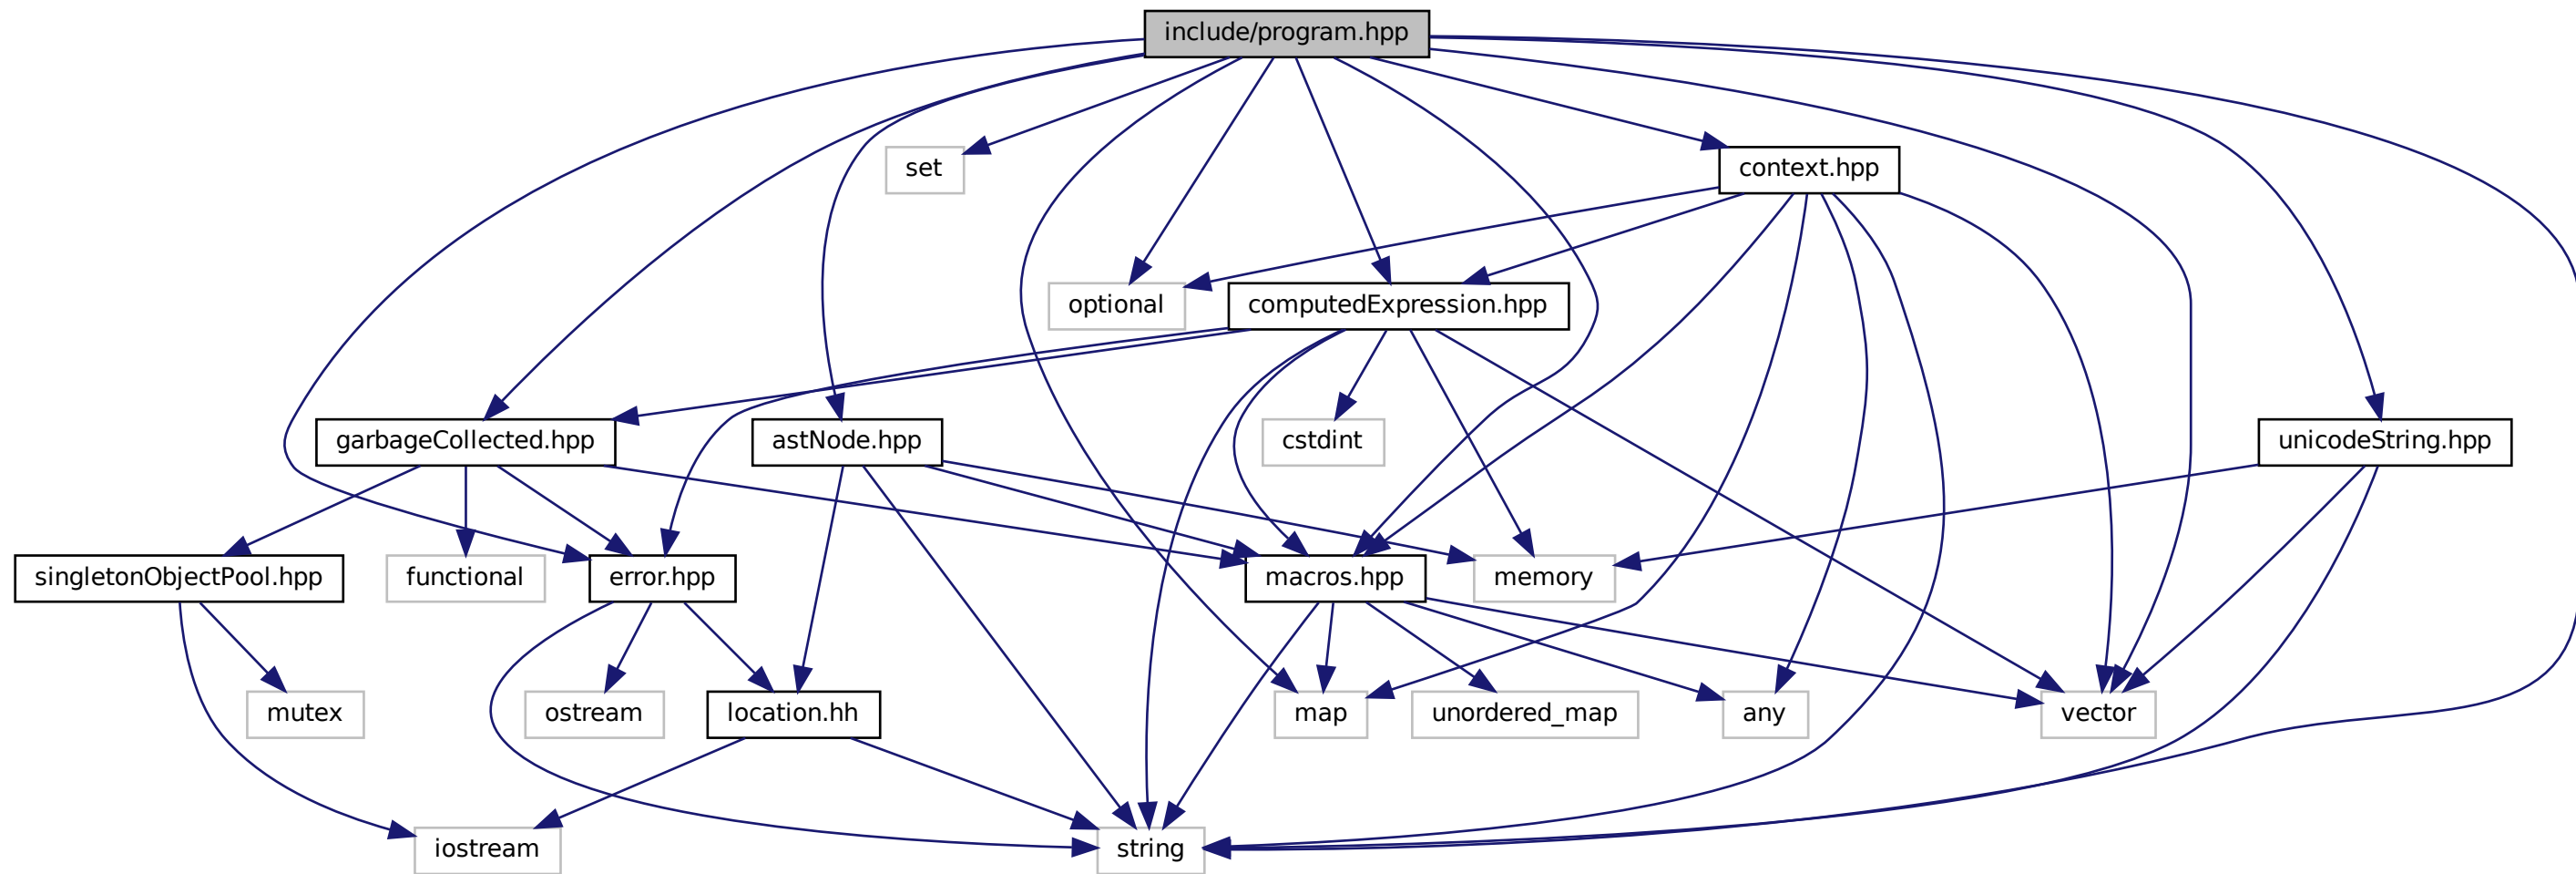 include/program.hpp
set
context.hpp
optional
computedExpression.hpp
garbageCollected.hpp
astNode.hpp
cstdint
unicodeString.hpp
singletonObjectPool.hpp
functional
error.hpp
macros.hpp
memory
mutex
ostream
location.hh
map
unordered_map
any
vector
iostream
string